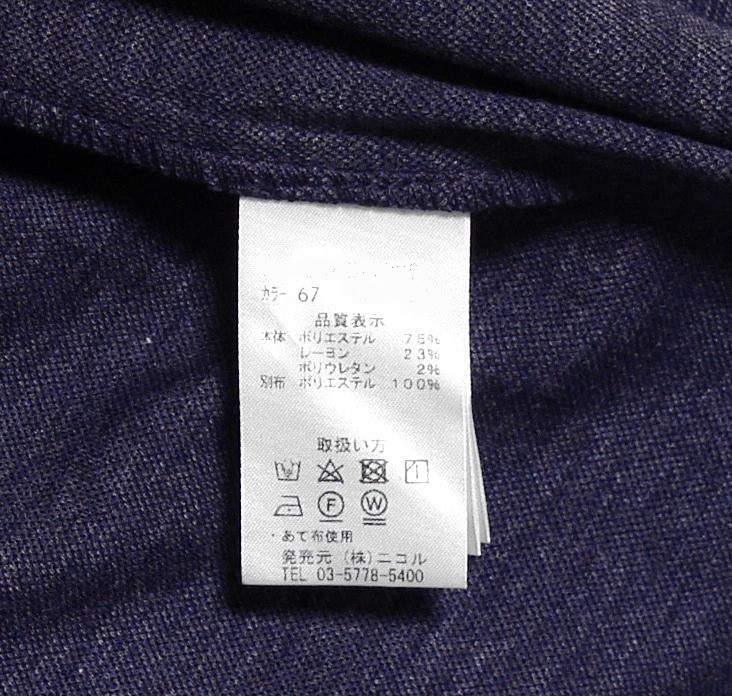 カラー 67
品質表示
本体 ポリエステル 75%
レーヨン 23%
ポリウレタン 2%
別布 ポリエステル 100%
取扱い方
F W
・あて布使用
発売元 (株)ニコル
TEL 03-5778-5400